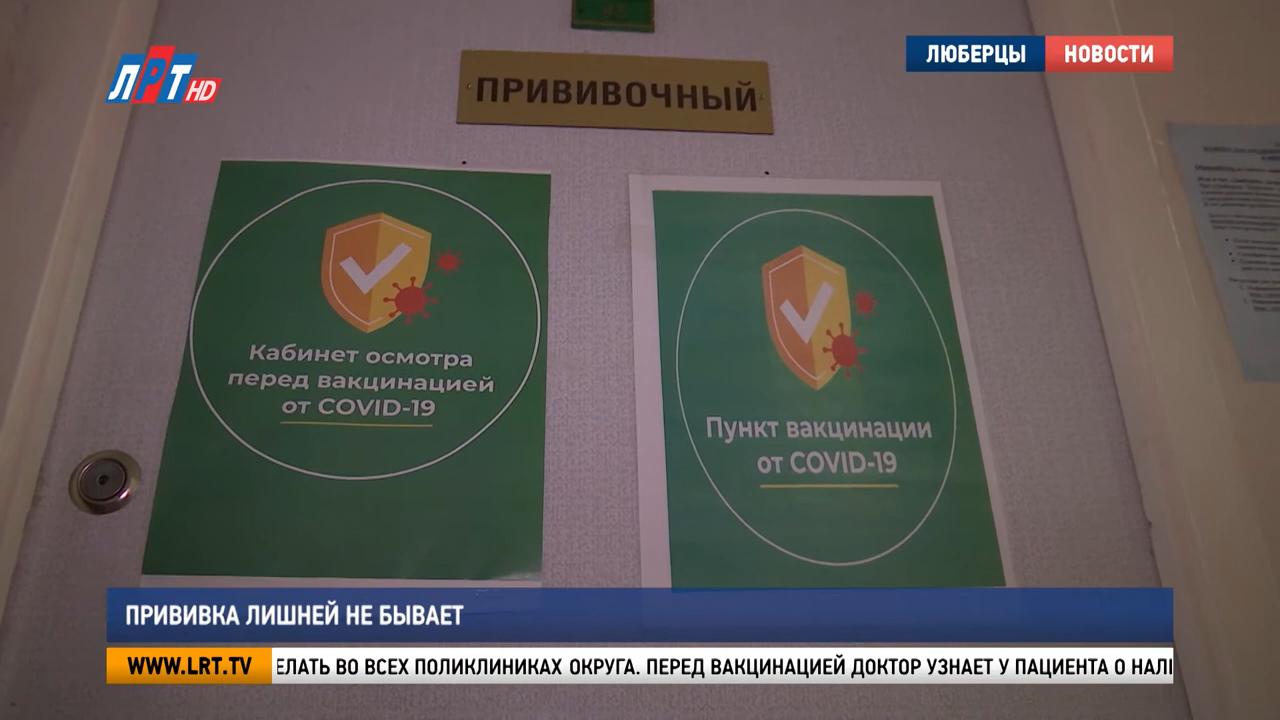 ЛРТ HD
ЛЮБЕРЦЫ НОВОСТИ
ПРИВИВОЧНЫЙ
Кабинет осмотра
перед вакцинацией
от COVID-19
Пункт вакцинации
от COVID-19
ПРИВИВКА ЛИШНЕЙ НЕ БЫВАЕТ
WWW.LRT.TV ЕЛАТЬ ВО ВСЕХ ПОЛИКЛИНИКАХ ОКРУГА. ПЕРЕД ВАКЦИНАЦИЕЙ ДОКТОР УЗНАЕТ У ПАЦИЕНТА О НАЛИ